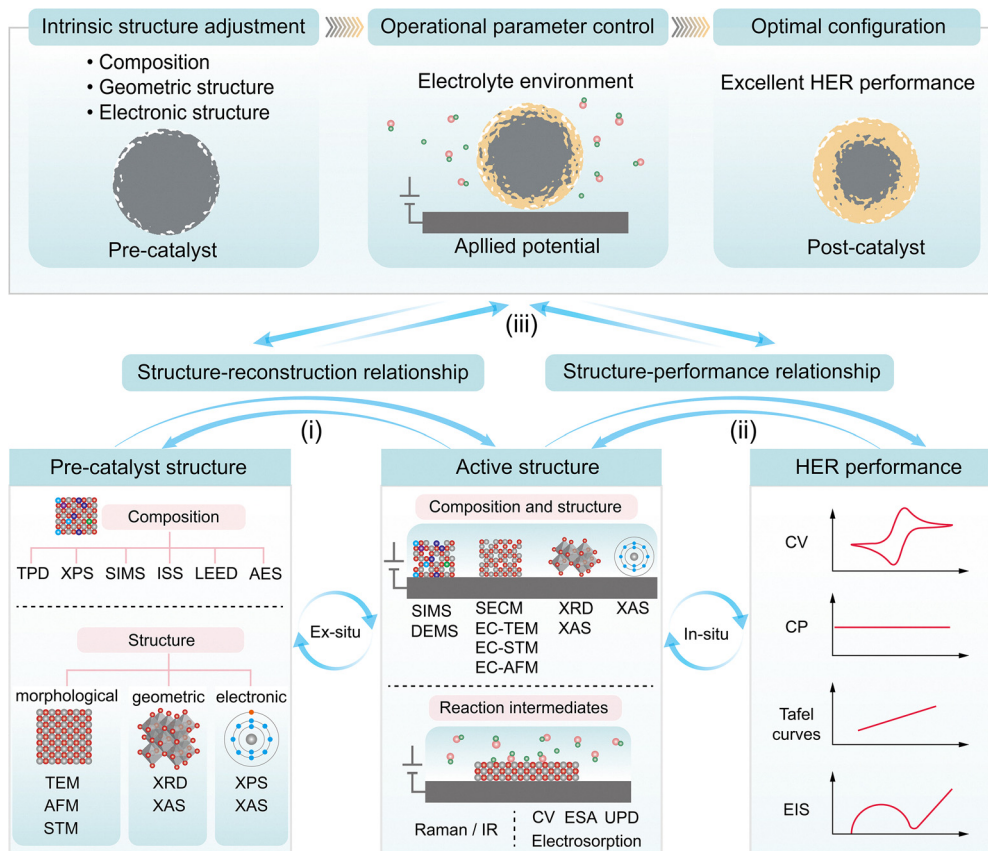 Intrinsic structure adjustment
Operational parameter control
Optimal configuration
• Composition
• Geometric structure
• Electronic structure
Pre-catalyst
Electrolyte environment
Apllied potential
Excellent HER performance
Post-catalyst
(iii)
Structure-reconstruction relationship
Structure-performance relationship
(i)
(ii)
Pre-catalyst structure
Composition
TPD XPS SIMS ISS LEED AES
Structure
morphological geometric electronic
TEM
AFM
STM
XRD
XAS
XPS
XAS
Ex-situ
Active structure
Composition and structure
SIMS
DEMS
SECM
EC-TEM
EC-STM
EC-AFM
XRD
XAS
XAS
Reaction intermediates
Raman / IR
CV ESA UPD
Electrosorption
In-situ
HER performance
CV
CP
Tafel
curves
EIS